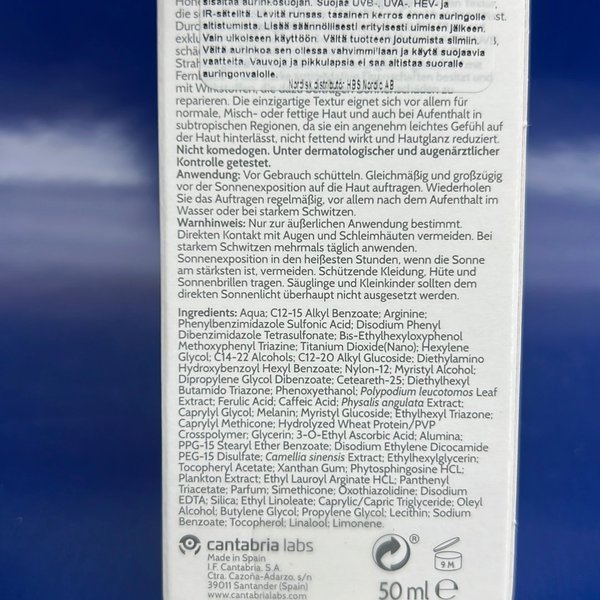 sisältää aurinkosuojan. Suojaa UVB-, UVA-, HEV- ja
IR-säteiltä. Levitä runsas, tasainen kerros ennen auringolle
altistumista. Lisää säännöllisesti erityisesti uimisen jälkeen.
Vain ulkoiseen käyttöön. Vältä tuotteen joutumista silmiin.
Vältä aurinkoa sen ollessa vahvimmillaan ja käytä suojaavia
vaatteita. Vauvoja ja pikkulapsia ei saa altistaa suoralle
auringonvalolle.
Nordisk distributör HBS Nordic AB
mit Wirkstoffen, die dazu beitragen
reparieren. Die einzigartige Textur eignet sich vor allem für
normale, Misch- oder fettige Haut und auch bei Aufenthalt in
subtropischen Regionen, da sie ein angenehm leichtes Gefühl auf
der Haut hinterlässt, nicht fettend wirkt und Hautglanz reduziert.
Nicht komedogen. Unter dermatologischer und augenärztlicher
Kontrolle getestet.
Anwendung: Vor Gebrauch schütteln. Gleichmäßig und großzügig
vor der Sonnenexposition auf die Haut auftragen. Wiederholen
Sie das Auftragen regelmäßig, vor allem nach dem Aufenthalt im
Wasser oder bei starkem Schwitzen.
Warnhinweis: Nur zur äußerlichen Anwendung bestimmt.
Direkten Kontakt mit Augen und Schleimhäuten vermeiden. Bei
starkem Schwitzen mehrmals täglich anwenden.
Sonnenexposition in den heißesten Stunden, wenn die Sonne
am stärksten ist, vermeiden. Schützende Kleidung, Hüte und
Sonnenbrillen tragen. Säuglinge und Kleinkinder sollten dem
direkten Sonnenlicht überhaupt nicht ausgesetzt werden.
Ingredients: Aqua; C12-15 Alkyl Benzoate; Arginine;
Phenylbenzimidazole Sulfonic Acid; Disodium Phenyl
Dibenzimidazole Tetrasulfonate; Bis-Ethylhexyloxyphenol
Methoxyphenyl Triazine; Titanium Dioxide(Nano); Hexylene
Glycol; C14-22 Alcohols; C12-20 Alkyl Glucoside; Diethylamino
Hydroxybenzoyl Hexyl Benzoate; Nylon-12; Myristyl Alcohol;
Dipropylene Glycol Dibenzoate; Ceteareth-25; Diethylhexyl
Butamido Triazone; Phenoxyethanol; Polypodium leucotomos Leaf
Extract; Ferulic Acid; Caffeic Acid; Physalis angulata Extract;
Caprylyl Glycol; Melanin; Myristyl Glucoside; Ethylhexyl Triazone;
Caprylyl Methicone; Hydrolyzed Wheat Protein/PVP
Crosspolymer; Glycerin; 3-O-Ethyl Ascorbic Acid; Alumina;
PPG-15 Stearyl Ether Benzoate; Disodium Ethylene Dicocamide
PEG-15 Disulfate; Camellia sinensis Extract; Ethylhexylglycerin;
Tocopheryl Acetate; Xanthan Gum; Phytosphingosine HCL;
Plankton Extract; Ethyl Lauroyl Arginate HCL; Panthenyl
Triacetate; Parfum; Simethicone; Oxothiazolidine; Disodium
EDTA; Silica; Ethyl Linoleate; Caprylic/Capric Triglyceride; Oleyl
Alcohol; Butylene Glycol; Propylene Glycol; Lecithin; Sodium
Benzoate; Tocopherol; Linalool; Limonene.
cantabria labs
Made in Spain
I.F. Cantabria. S.A.
Ctra. Cazoña-Adarzo, s/n
39011 Santander (Spain)
www.cantabrialabs.com
®
9 M
50 ml ℮